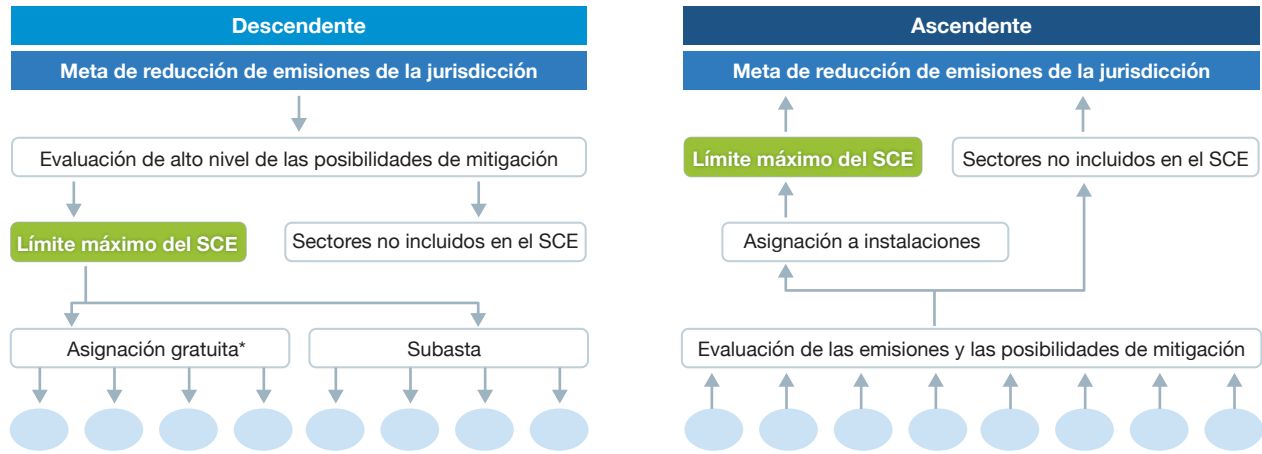 Descendente
Meta de reducción de emisiones de la jurisdicción
Evaluación de alto nivel de las posibilidades de mitigación
Límite máximo del SCE
Sectores no incluidos en el SCE
Asignación gratuita*
Subasta
Ascendente
Meta de reducción de emisiones de la jurisdicción
Límite máximo del SCE
Sectores no incluidos en el SCE
Asignación a instalaciones
Evaluación de las emisiones y las posibilidades de mitigación